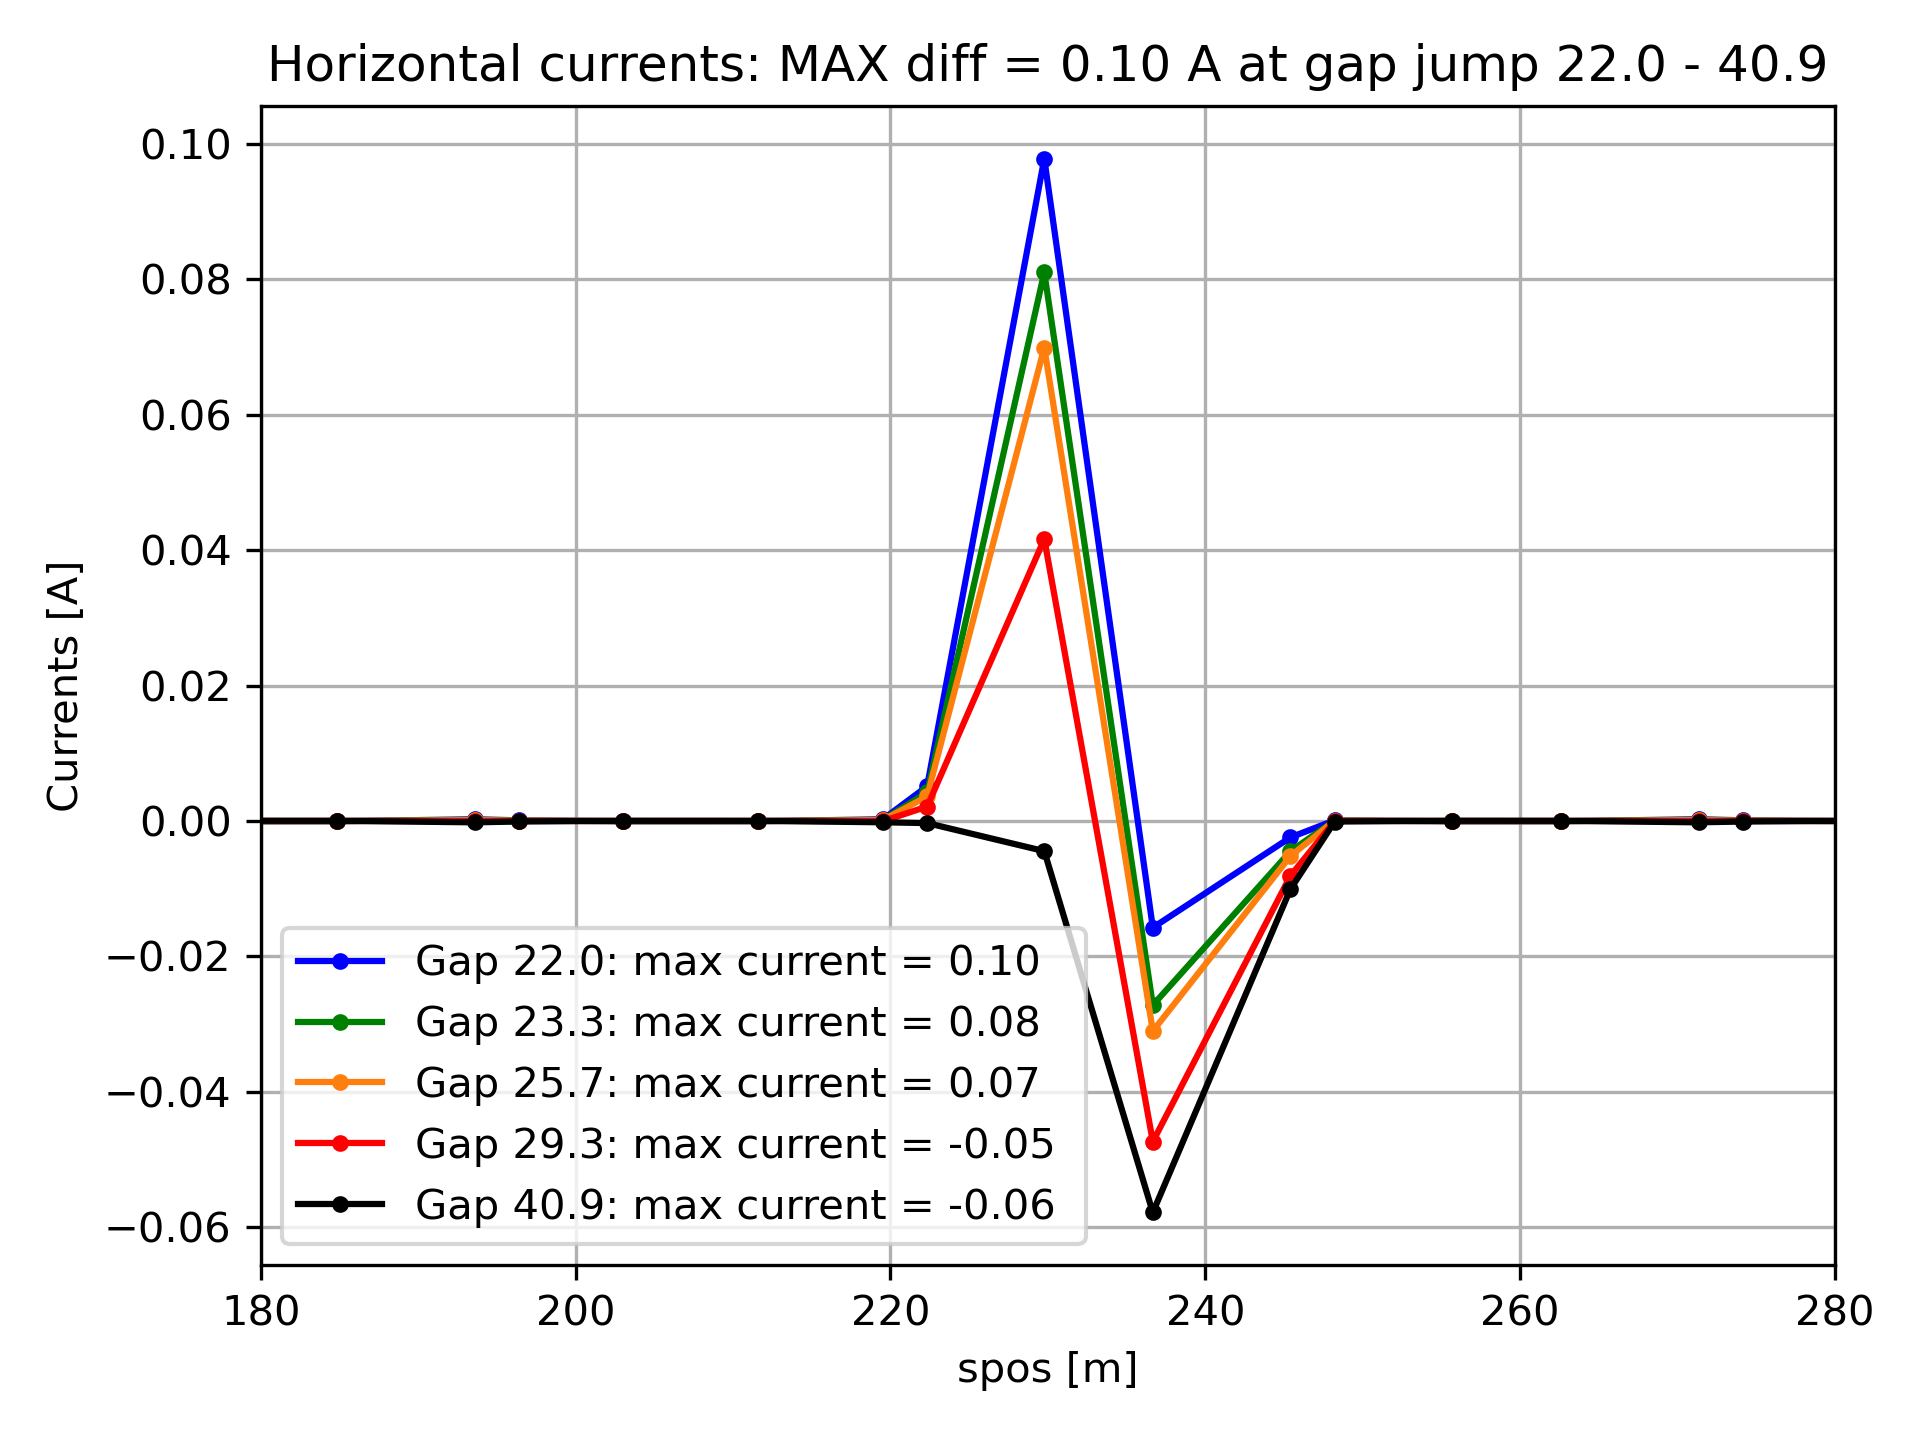 Horizontal currents: MAX diff = 0.10 A at gap jump 22.0 - 40.9
0.10
0.08
0.06
0.04
0.02
0.00
−0.02
−0.04
−0.06
Currents [A]
Gap 22.0: max current = 0.10
Gap 23.3: max current = 0.08
Gap 25.7: max current = 0.07
Gap 29.3: max current = -0.05
Gap 40.9: max current = -0.06
180 200 220 240 260 280
spos [m]